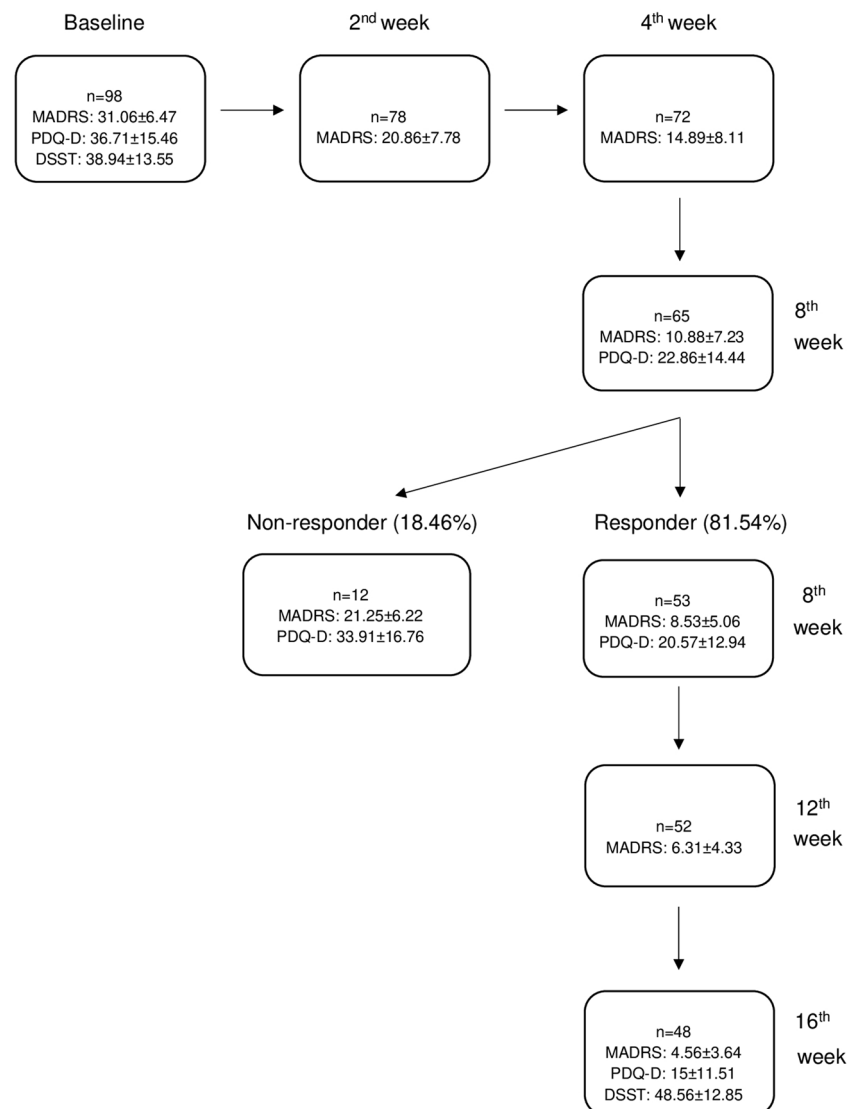 Baseline
2nd week
4th week
n=98
MADRS: 31.06±6.47
PDQ-D: 36.71±15.46
DSST: 38.94±13.55
n=78
MADRS: 20.86±7.78
n=72
MADRS: 14.89±8.11
n=65
MADRS: 10.88±7.23
PDQ-D: 22.86±14.44
8th
week
Non-responder (18.46%)
Responder (81.54%)
n=12
MADRS: 21.25±6.22
PDQ-D: 33.91±16.76
n=53
MADRS: 8.53±5.06
PDQ-D: 20.57±12.94
8th
week
n=52
MADRS: 6.31±4.33
12th
week
n=48
MADRS: 4.56±3.64
PDQ-D: 15±11.51
DSST: 48.56±12.85
16th
week